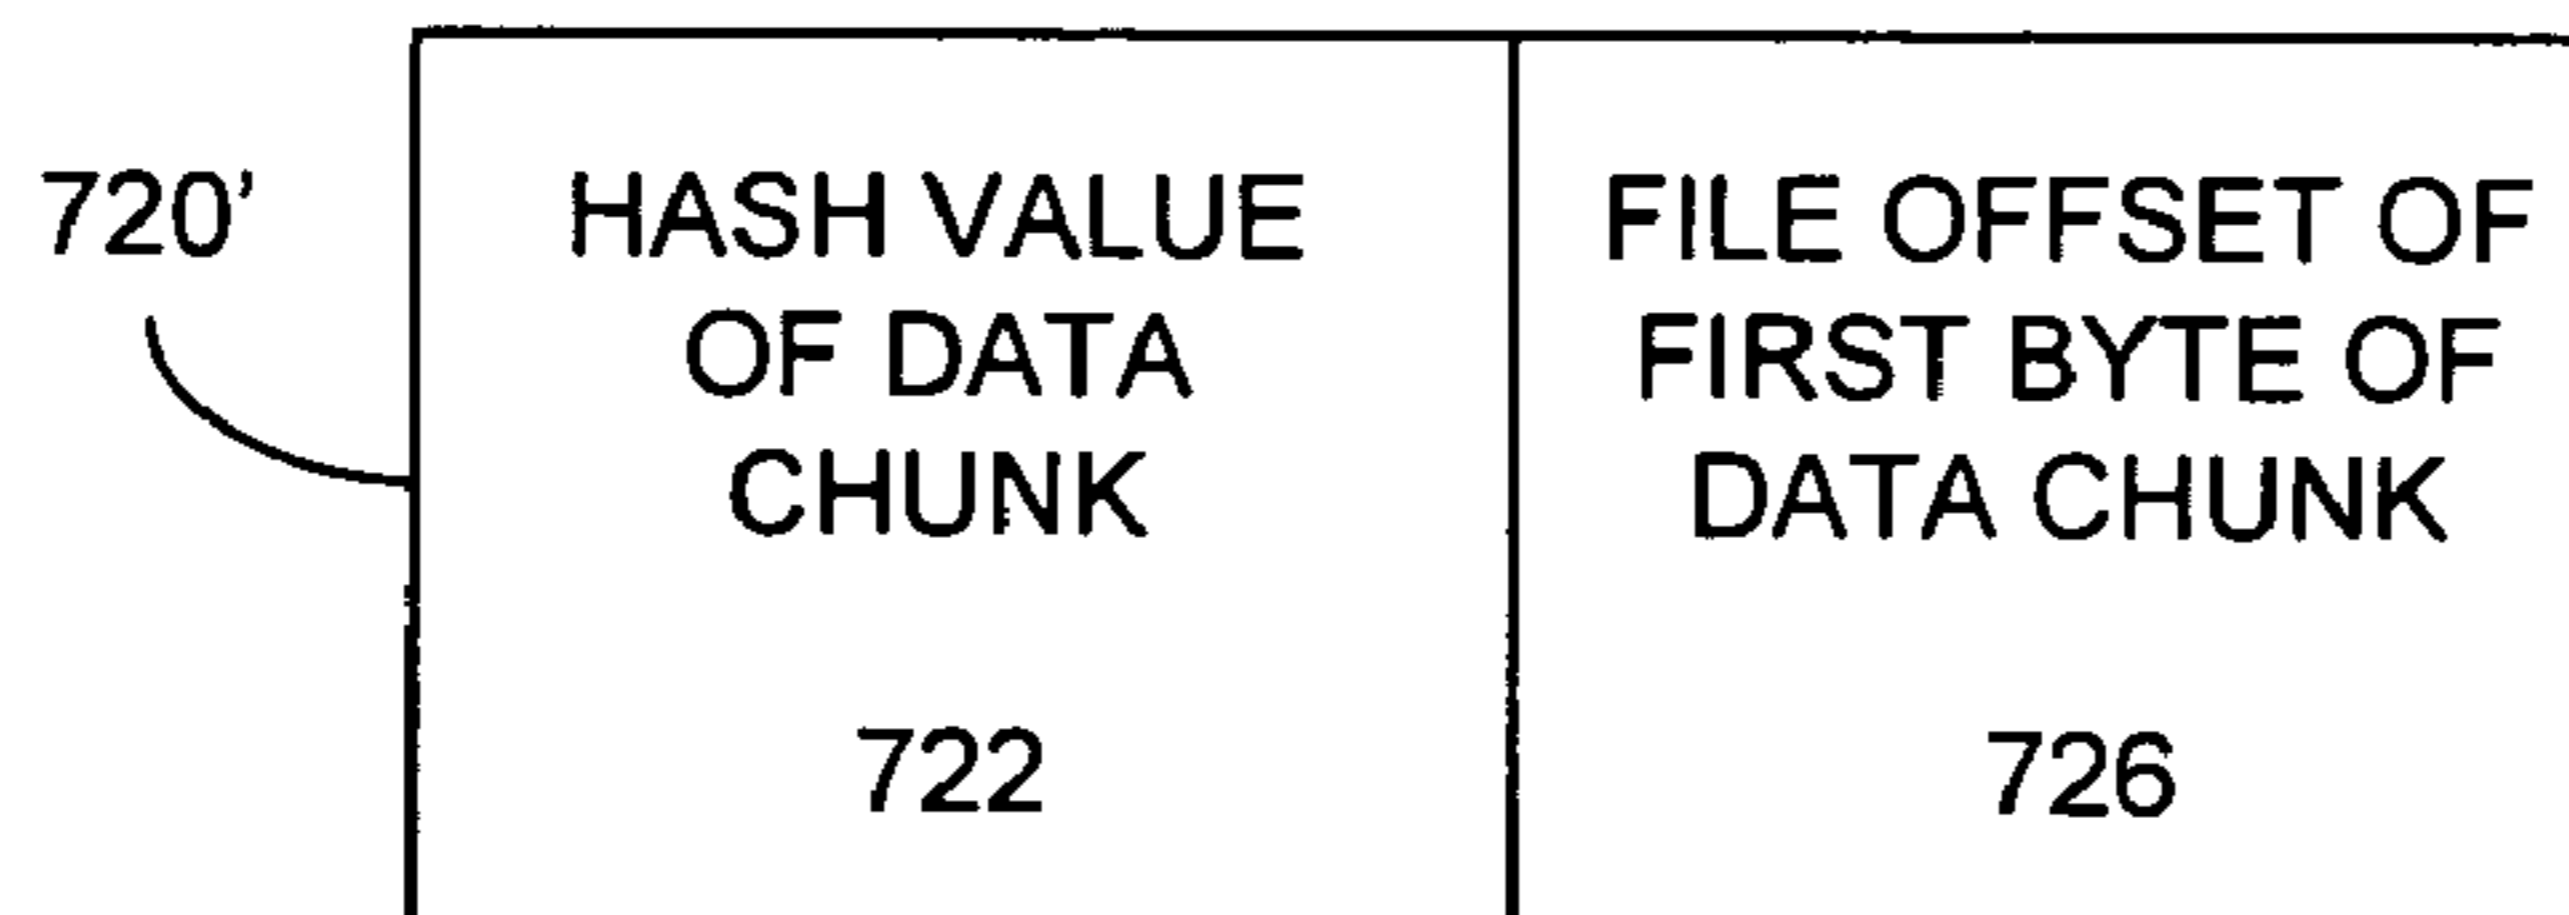 720’
HASH VALUE
OF DATA
CHUNK
722
FILE OFFSET OF
FIRST BYTE OF
DATA CHUNK
726